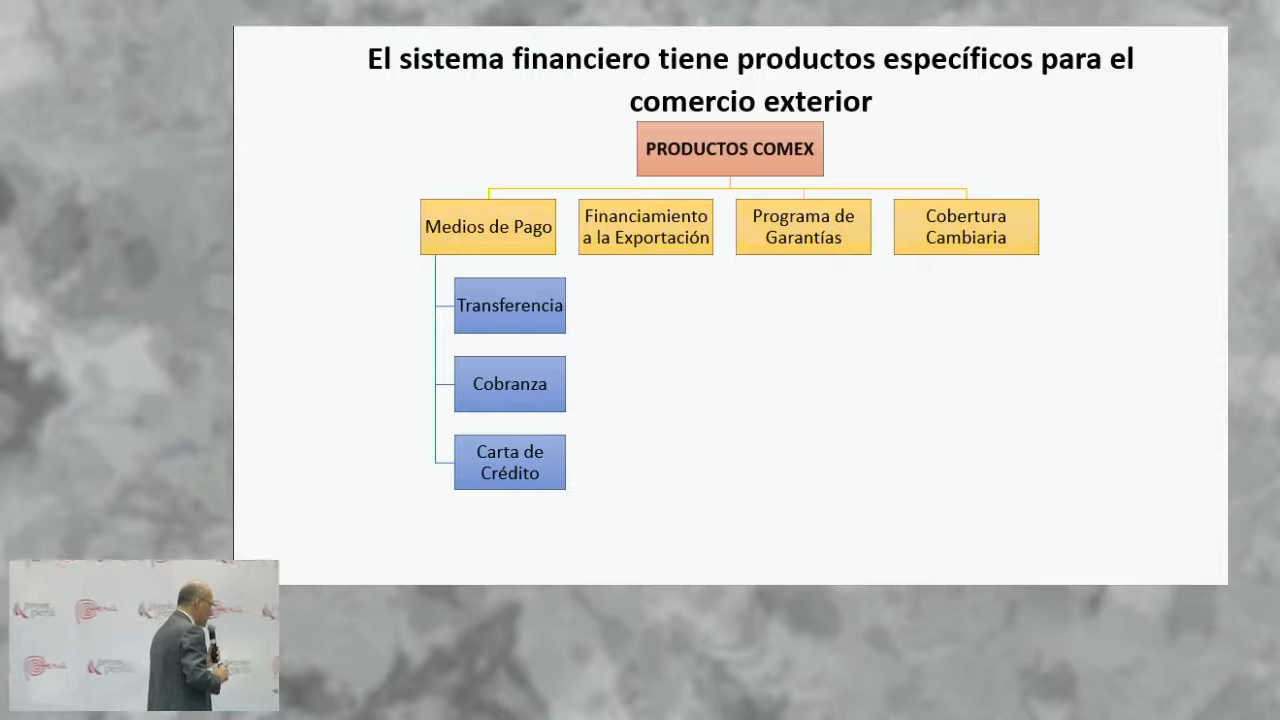 El sistema financiero tiene productos específicos para el
comercio exterior
PRODUCTOS COMEX
Medios de Pago
Financiamiento
a la Exportación
Programa de
Garantías
Cobertura
Cambiaria
Transferencia
Cobranza
Carta de
Crédito